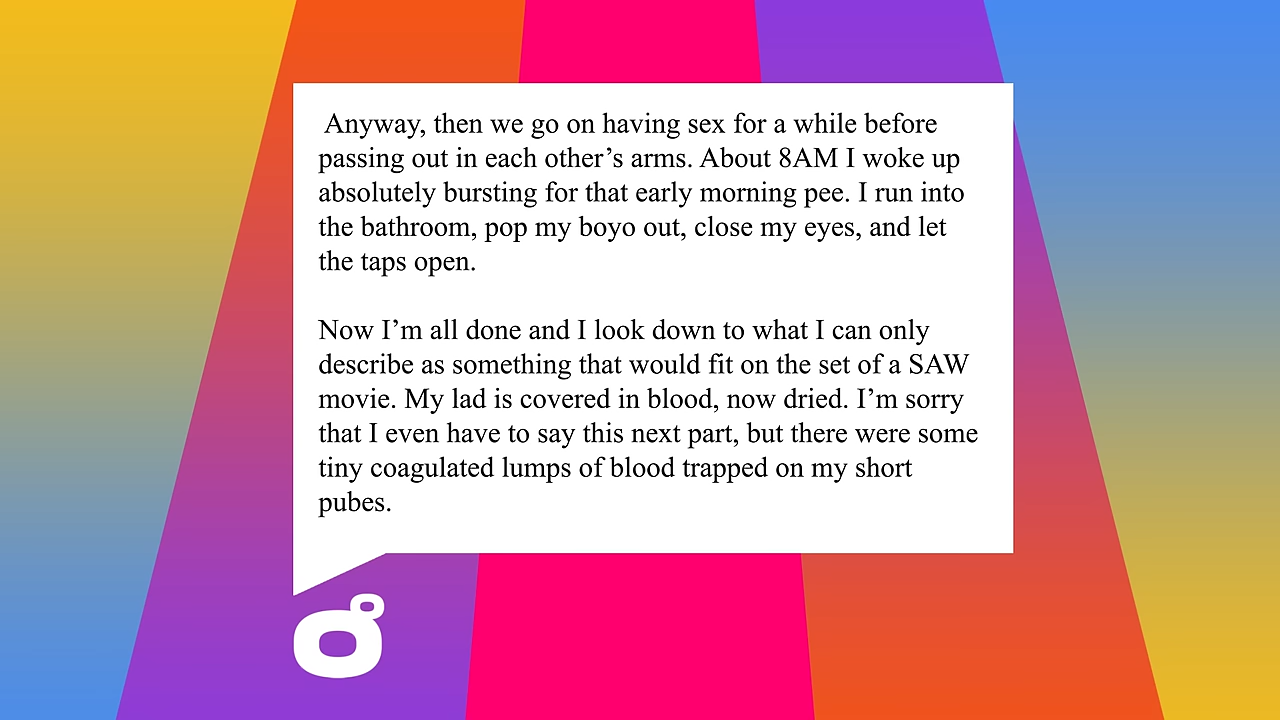 Anyway, then we go on having sex for a while before
passing out in each other’s arms. About 8AM I woke up
absolutely bursting for that early morning pee. I run into
the bathroom, pop my boyo out, close my eyes, and let
the taps open.
Now I’m all done and I look down to what I can only
describe as something that would fit on the set of a SAW
movie. My lad is covered in blood, now dried. I’m sorry
that I even have to say this next part, but there were some
tiny coagulated lumps of blood trapped on my short
pubes.